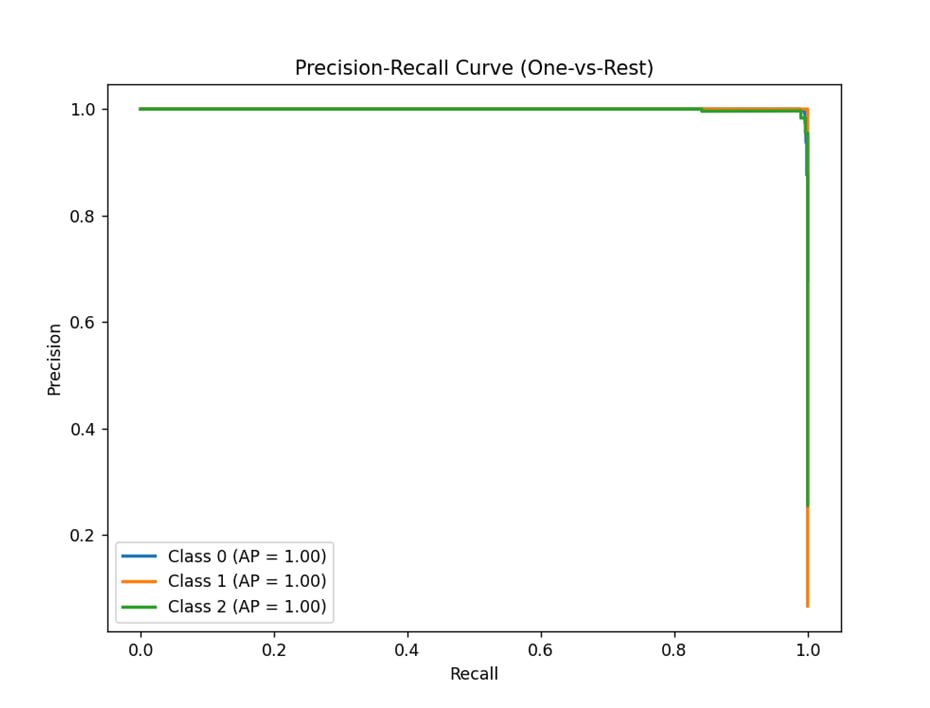 Precision-Recall Curve (One-vs-Rest)
1.0
0.8
0.6
0.4
0.2
Precision
Class 0 (AP = 1.00)
Class 1 (AP = 1.00)
Class 2 (AP = 1.00)
0.0 0.2 0.4 0.6 0.8 1.0
Recall